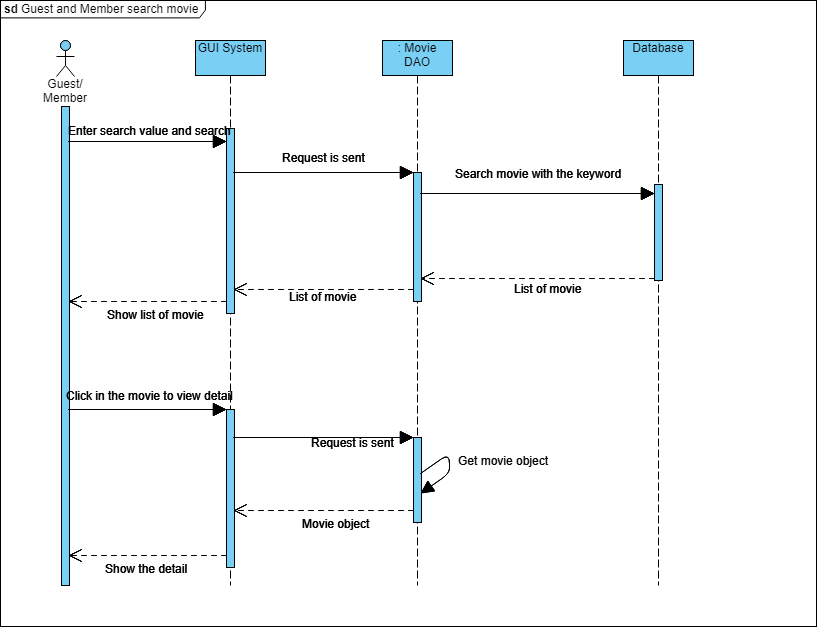 sd Guest and Member search movie
GUI System
: Movie
DAO
Database
Guest/
Member
Enter search value and search
Request is sent
Search movie with the keyword
List of movie
List of movie
Show list of movie
Click in the movie to view detail
Request is sent
Get movie object
Movie object
Show the detail